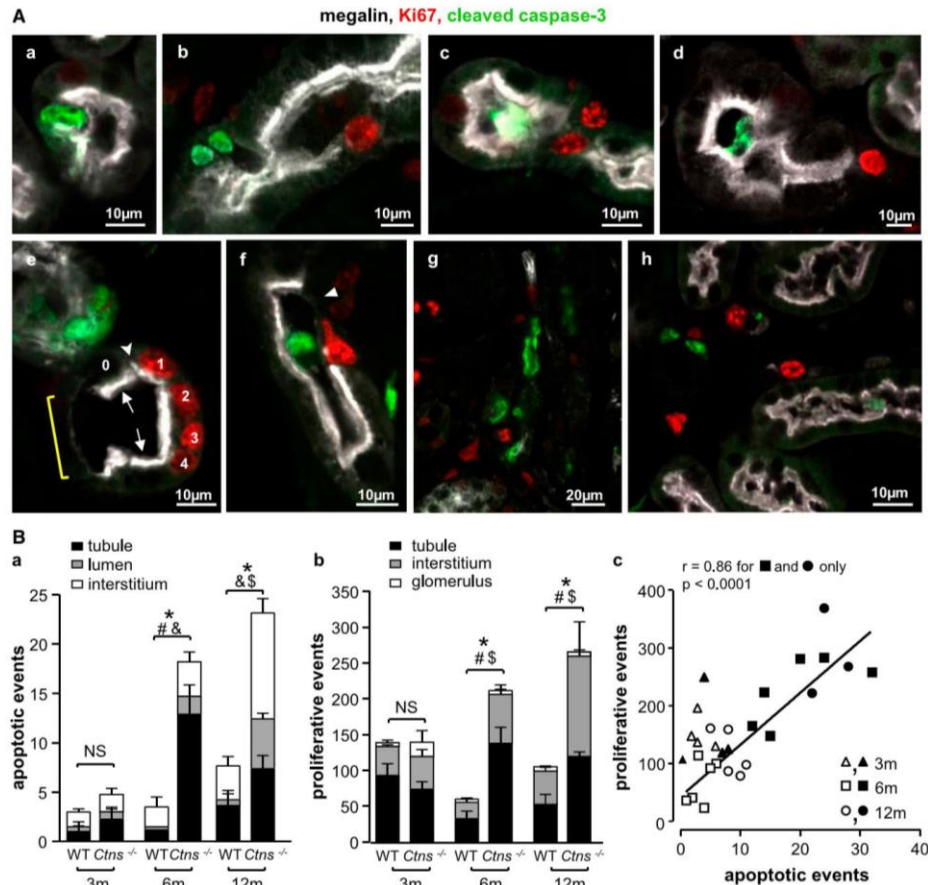 A
megalin, Ki67, cleaved caspase-3
a
b
c
d
10µm
10µm
10µm
10µm
e
f
g
h
0
1
2
3
4
10µm
10µm
20µm
10µm
B
a
tubule
lumen
interstitium
b
tubule
interstitium
glomerulus
c
r = 0.86 for ■ and ● only
p < 0.0001
apoptotic events
25
20
15
10
5
0
NS
*
# &
*
& $
WT Ctns -/- WT Ctns -/- WT Ctns -/-
3m 6m 12m
proliferative events
350
300
250
200
150
100
50
0
NS
*
# $
*
# $
WT Ctns -/- WT Ctns -/- WT Ctns -/-
3m 6m 12m
proliferative events
400
300
200
100
0
△,▲ 3m
□,■ 6m
○,● 12m
0 10 20 30 40
apoptotic events